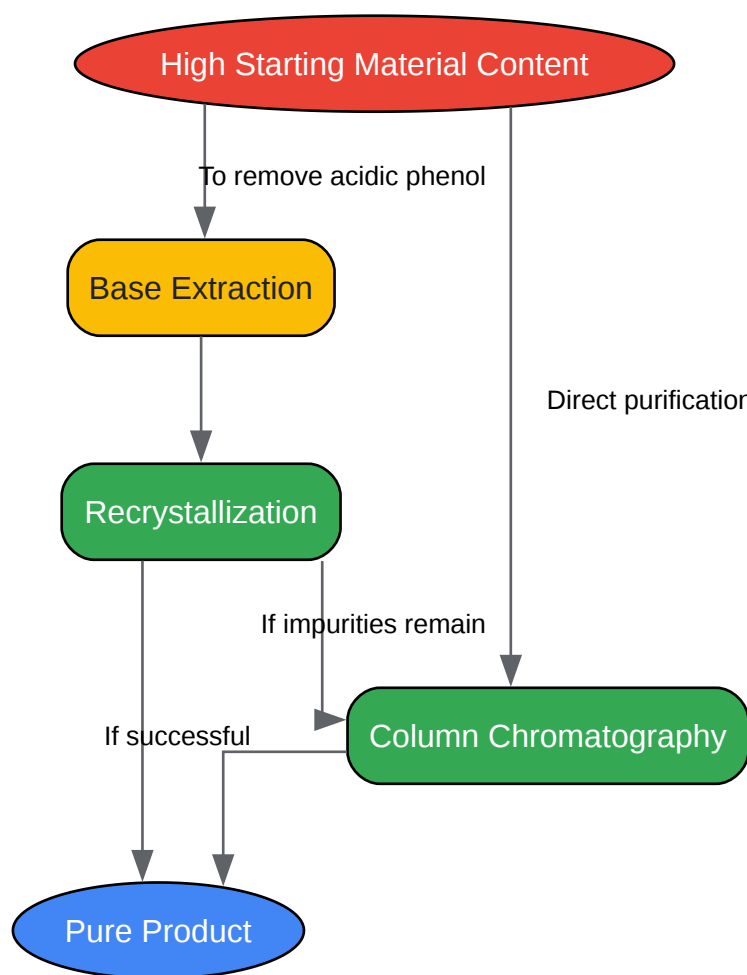 High Starting Material Content
To remove acidic phenol
Base Extraction
Direct purification
Recrystallization
If impurities remain
Column Chromatography
If successful
Pure Product